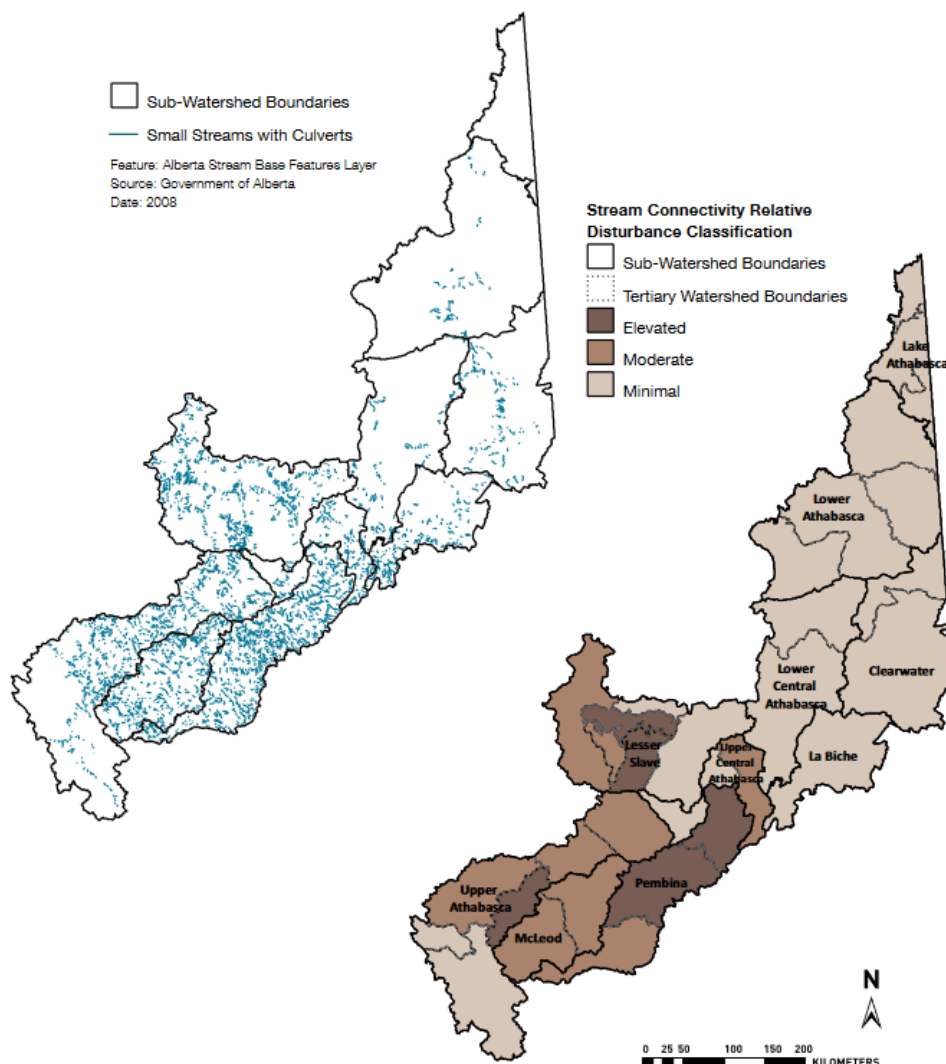 Sub-Watershed Boundaries
Small Streams with Culverts
Feature: Alberta Stream Base Features Layer
Source: Government of Alberta
Date: 2008
Stream Connectivity Relative
Disturbance Classification
Sub-Watershed Boundaries
Tertiary Watershed Boundaries
Elevated
Moderate
Minimal
Lake
Athabasca
Lower
Athabasca
Lower
Central
Athabasca
Clearwater
La Biche
Lesser
Slave
Upper
Central
Athabasca
Pembina
Upper
Athabasca
McLeod
N
0 25 50 100 150 200
KILOMETERS